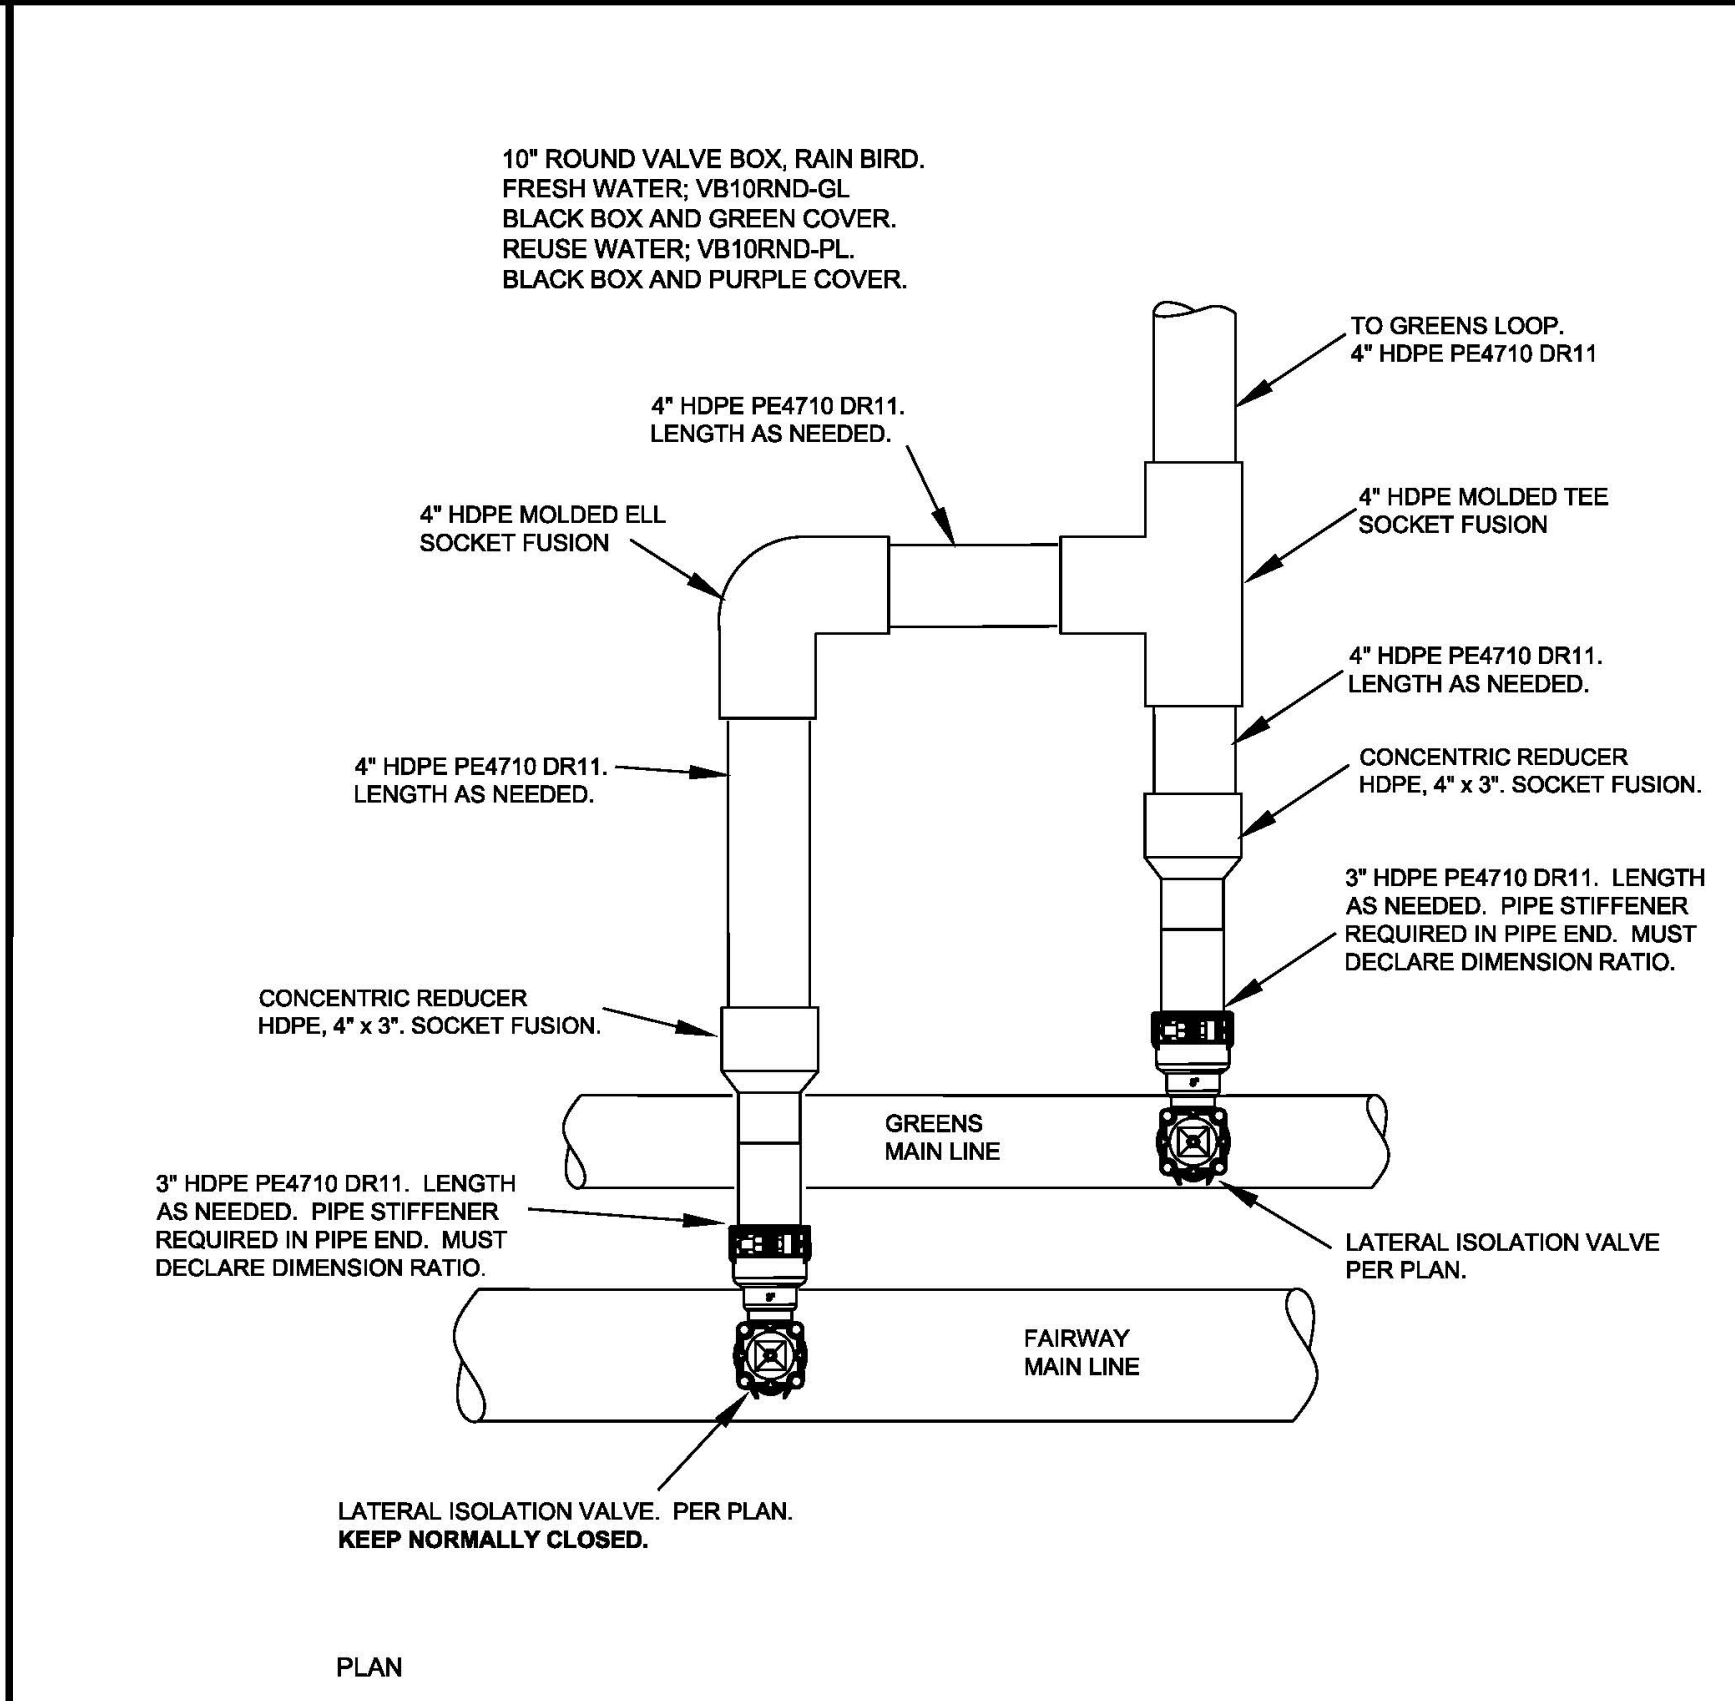 10" ROUND VALVE BOX, RAIN BIRD.
FRESH WATER; VB10RND-GL
BLACK BOX AND GREEN COVER.
REUSE WATER; VB10RND-PL.
BLACK BOX AND PURPLE COVER.
TO GREENS LOOP.
4" HDPE PE4710 DR11
4" HDPE PE4710 DR11.
LENGTH AS NEEDED.
4" HDPE MOLDED ELL
SOCKET FUSION
4" HDPE MOLDED TEE
SOCKET FUSION
4" HDPE PE4710 DR11.
LENGTH AS NEEDED.
4" HDPE PE4710 DR11.
LENGTH AS NEEDED.
CONCENTRIC REDUCER
HDPE, 4" x 3". SOCKET FUSION.
3" HDPE PE4710 DR11. LENGTH
AS NEEDED. PIPE STIFFENER
REQUIRED IN PIPE END. MUST
DECLARE DIMENSION RATIO.
CONCENTRIC REDUCER
HDPE, 4" x 3". SOCKET FUSION.
3"
GREENS
MAIN LINE
3" HDPE PE4710 DR11. LENGTH
AS NEEDED. PIPE STIFFENER
REQUIRED IN PIPE END. MUST
DECLARE DIMENSION RATIO.
LATERAL ISOLATION VALVE
PER PLAN.
3"
FAIRWAY
MAIN LINE
LATERAL ISOLATION VALVE. PER PLAN.
KEEP NORMALLY CLOSED.
PLAN